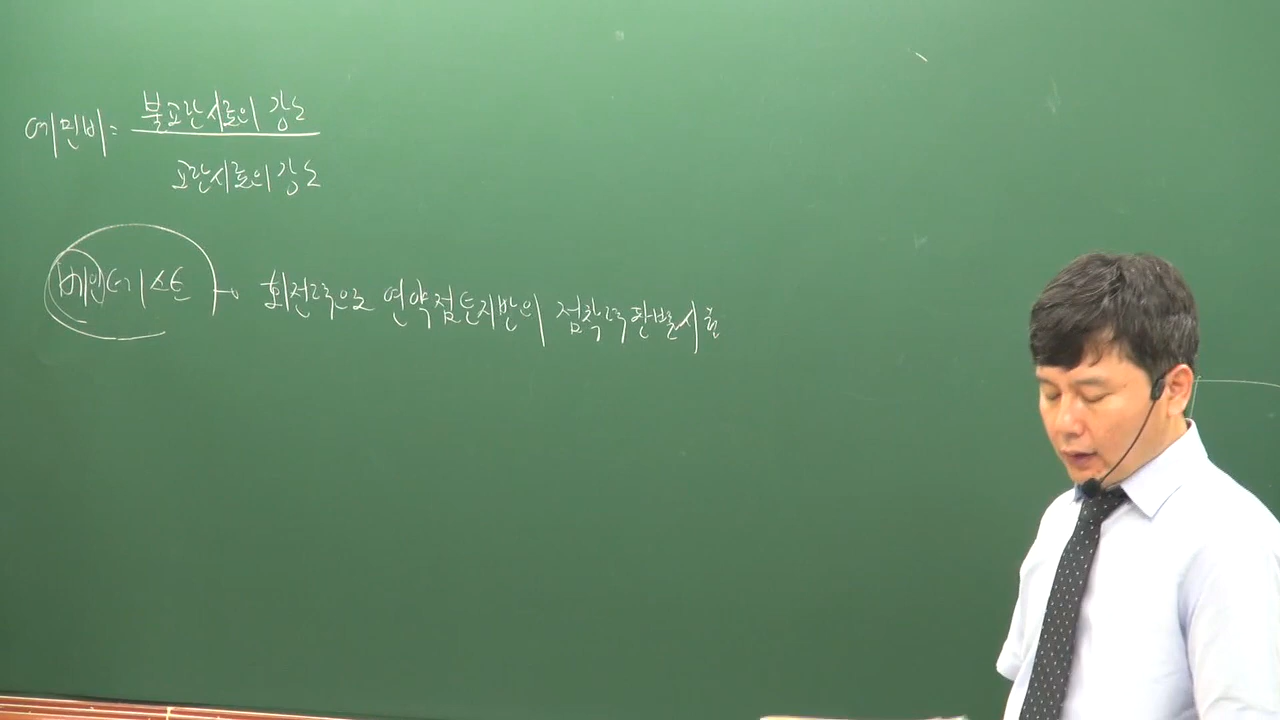 예민비 = 불교란시료의 강도
교란시료의 강도
베인테스트 → 회전력으로 연약점토지반의 점착력 판별시험